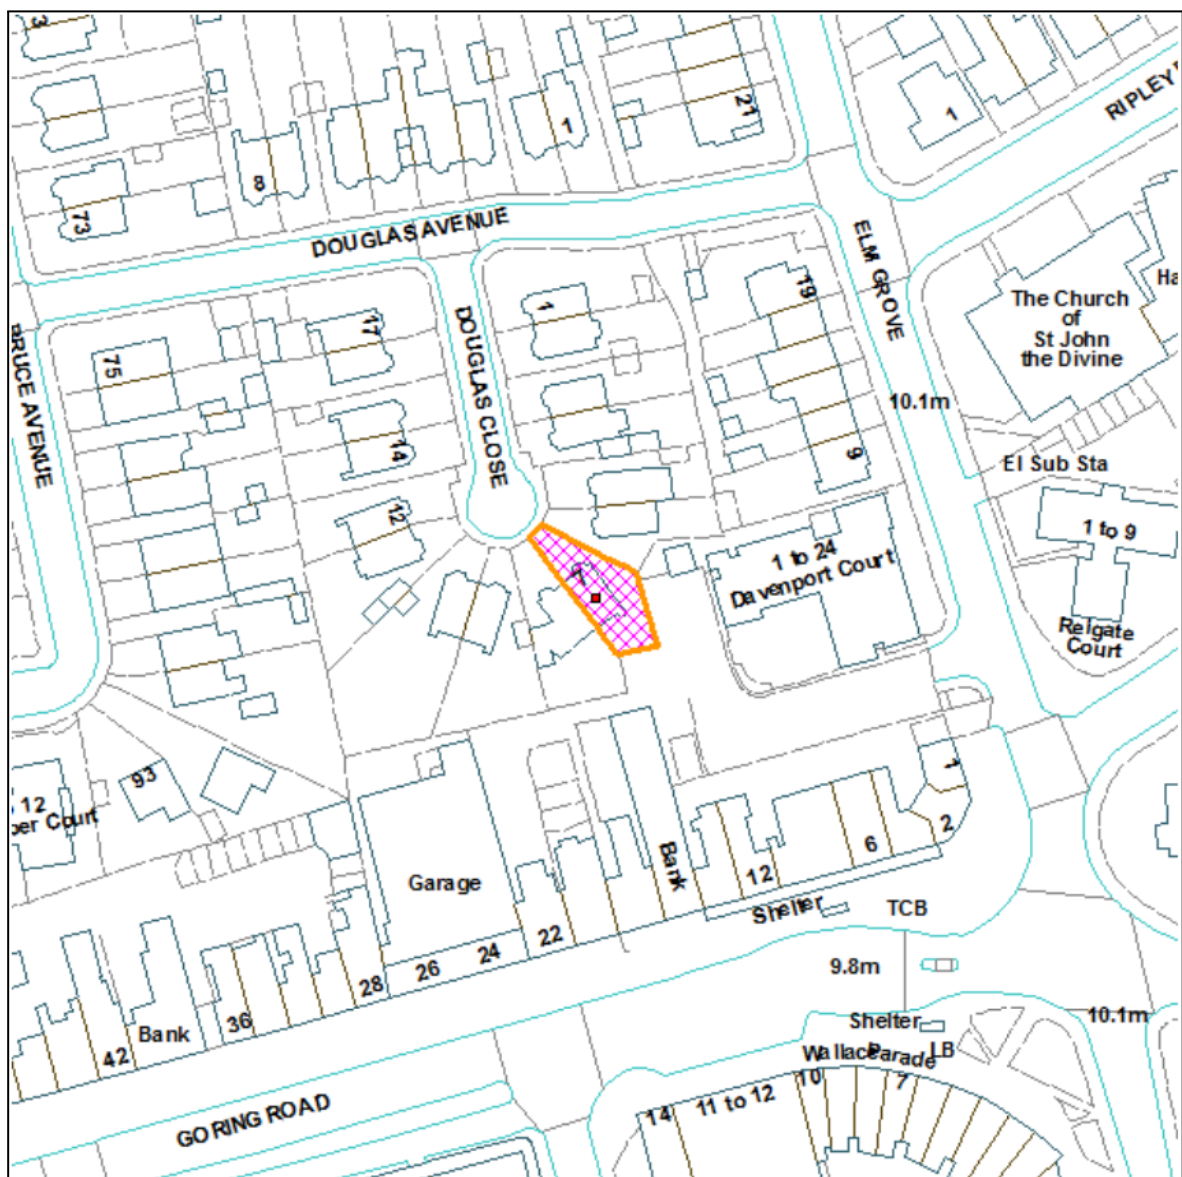 3
21
1
1
RIPLEY
8
73
DOUGLAS AVENUE
ELM GROVE
The Church
of
St John
the Divine
Ha
1
19
17
DOUGLAS CLOSE
75
BRUCE AVENUE
10.1m
14
9
El Sub Sta
12
1 to 9
1 to 24
Davenport Court
7
Reigate
Court
93
1
12
per Court
2
6
Bank
12
Garage
Shelter
TCB
22
24
26
28
9.8m
36
Bank
42
10.1m
Shelter
LB
Wallace Parade
10
7
11 to 12
14
GORING ROAD